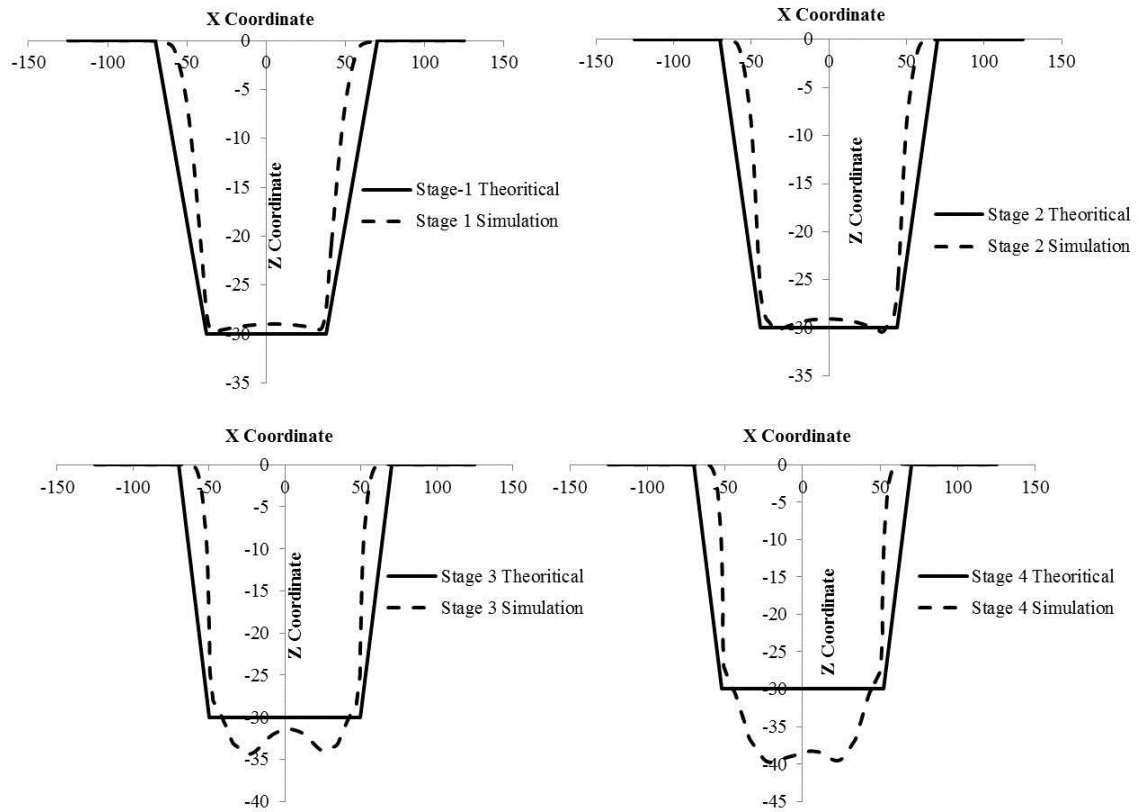 X Coordinate
0
-150 -100 -50 0 50 100 150
-5
-10
-15
-20
-25
-30
-35
Z Coordinate
Stage-1 Theoritical
Stage 1 Simulation
X Coordinate
0
-150 -100 -50 0 50 100 150
-5
-10
-15
-20
-25
-30
-35
Z Coordinate
Stage 2 Theoritical
Stage 2 Simulation
X Coordinate
0
-150 -100 -50 0 50 100 150
-5
-10
-15
-20
-25
-30
-35
-40
Z Coordinate
Stage 3 Theoritical
Stage 3 Simulation
X Coordinate
0
-150 -100 -50 0 50 100 150
-5
-10
-15
-20
-25
-30
-35
-40
-45
Z Coordinate
Stage 4 Theoritical
Stage 4 Simulation